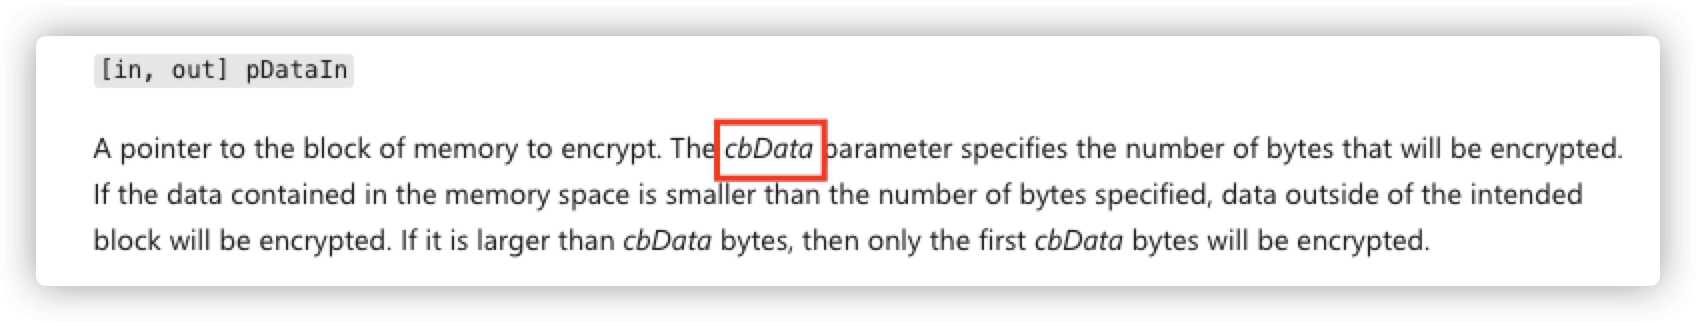 [in, out] pDataIn
A pointer to the block of memory to encrypt. The cbData parameter specifies the number of bytes that will be encrypted.
If the data contained in the memory space is smaller than the number of bytes specified, data outside of the intended
block will be encrypted. If it is larger than cbData bytes, then only the first cbData bytes will be encrypted.